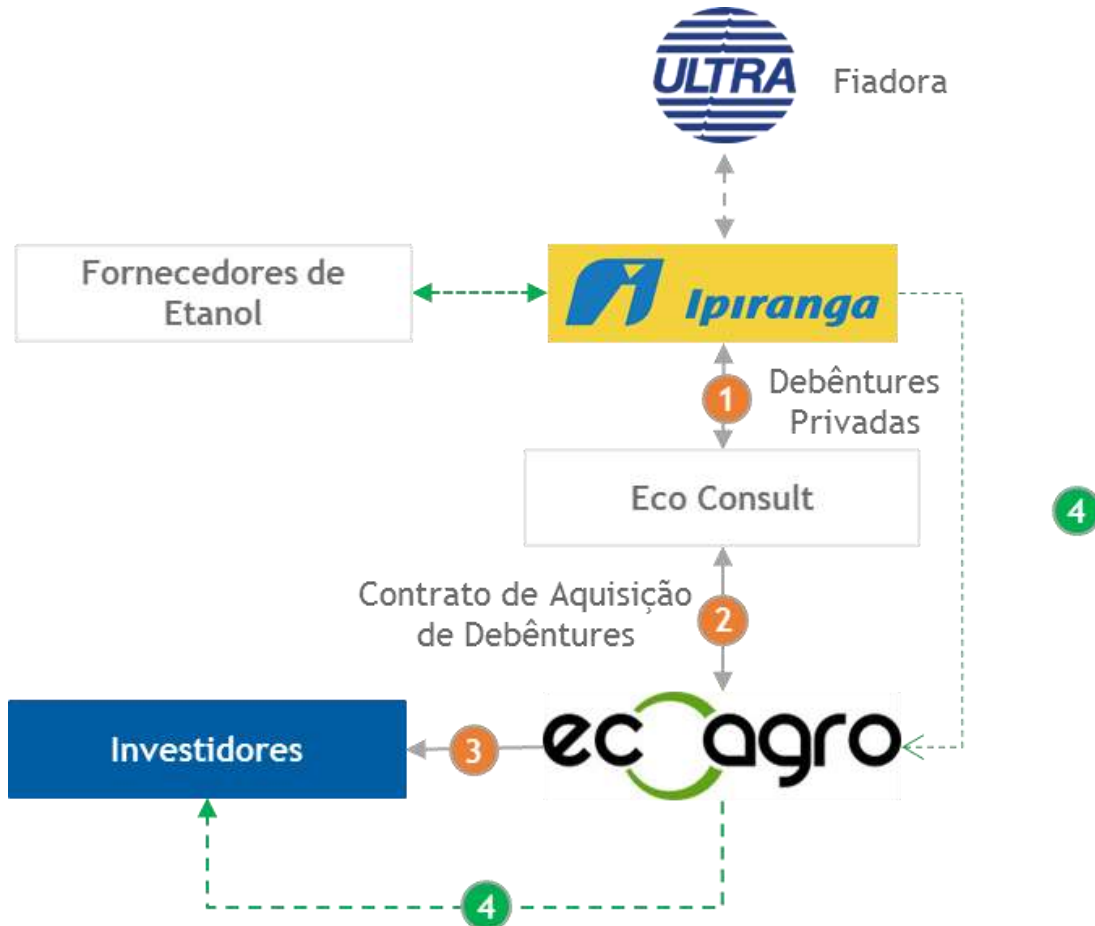 ULTRA
Fiadora
Fornecedores de
Etanol
Ipiranga
1
Debêntures
Privadas
Eco Consult
4
Contrato de Aquisição
de Debêntures
2
Investidores
3
ecoagro
4